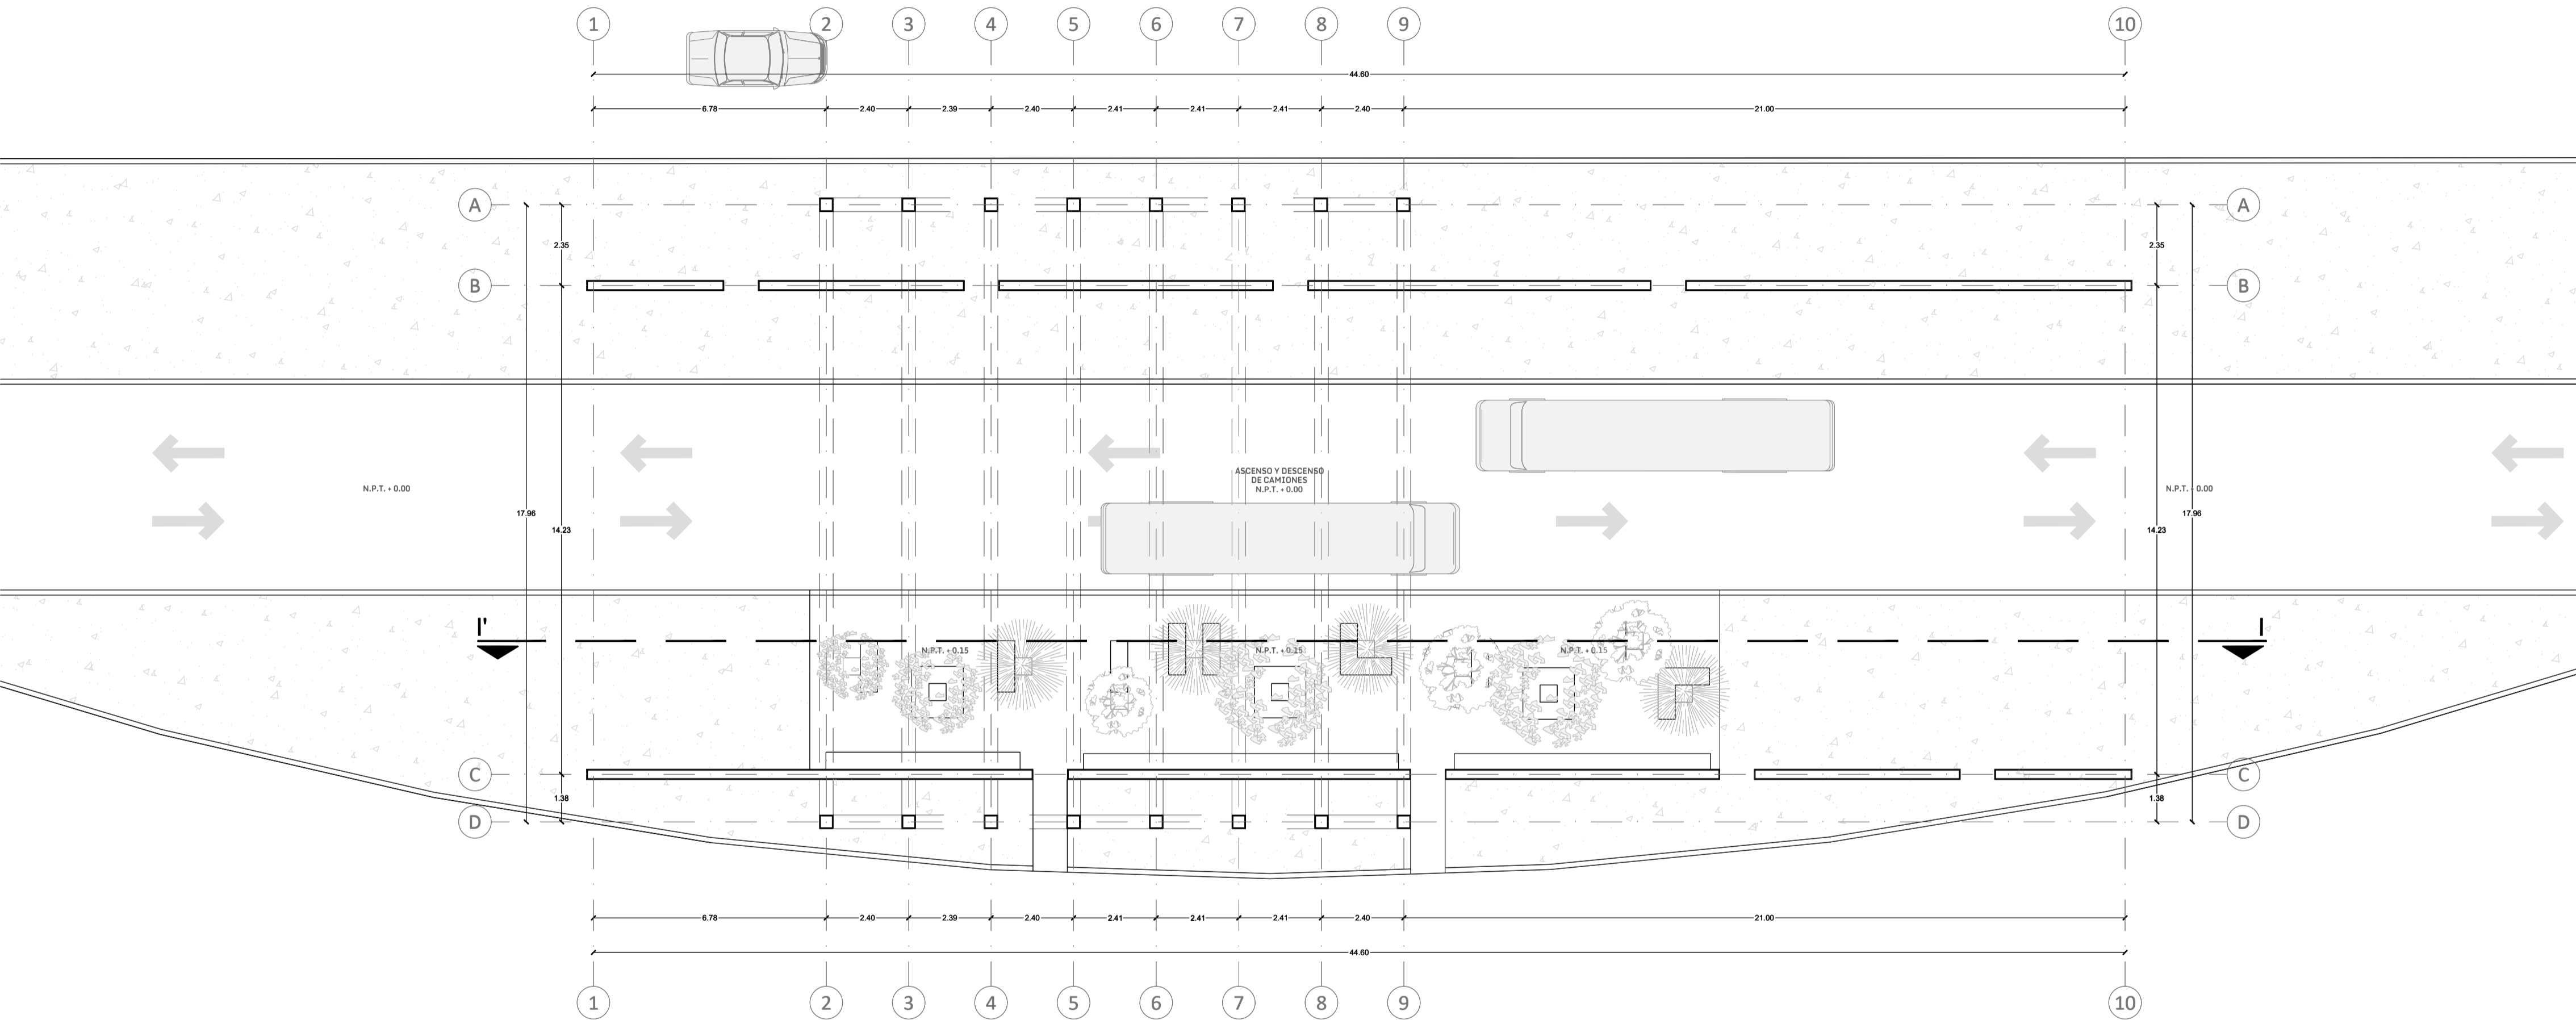 1 2 3 4 5 6 7 8 9 10
44.60
6.78 2.40 2.39 2.40 2.41 2.41 2.41 2.40 21.00
A A
2.35 2.35
B B
ASCENSO Y DESCENSO
DE CAMIONES
N.P.T. + 0.00 N.P.T. + 0.00 N.P.T. + 0.00
17.96 17.96
14.23 14.23
I' I
N.P.T. + 0.15 N.P.T. + 0.15 N.P.T. + 0.15
C C
1.38 1.38
D D
6.78 2.40 2.39 2.40 2.41 2.41 2.41 2.40 21.00
44.60
1 2 3 4 5 6 7 8 9 10